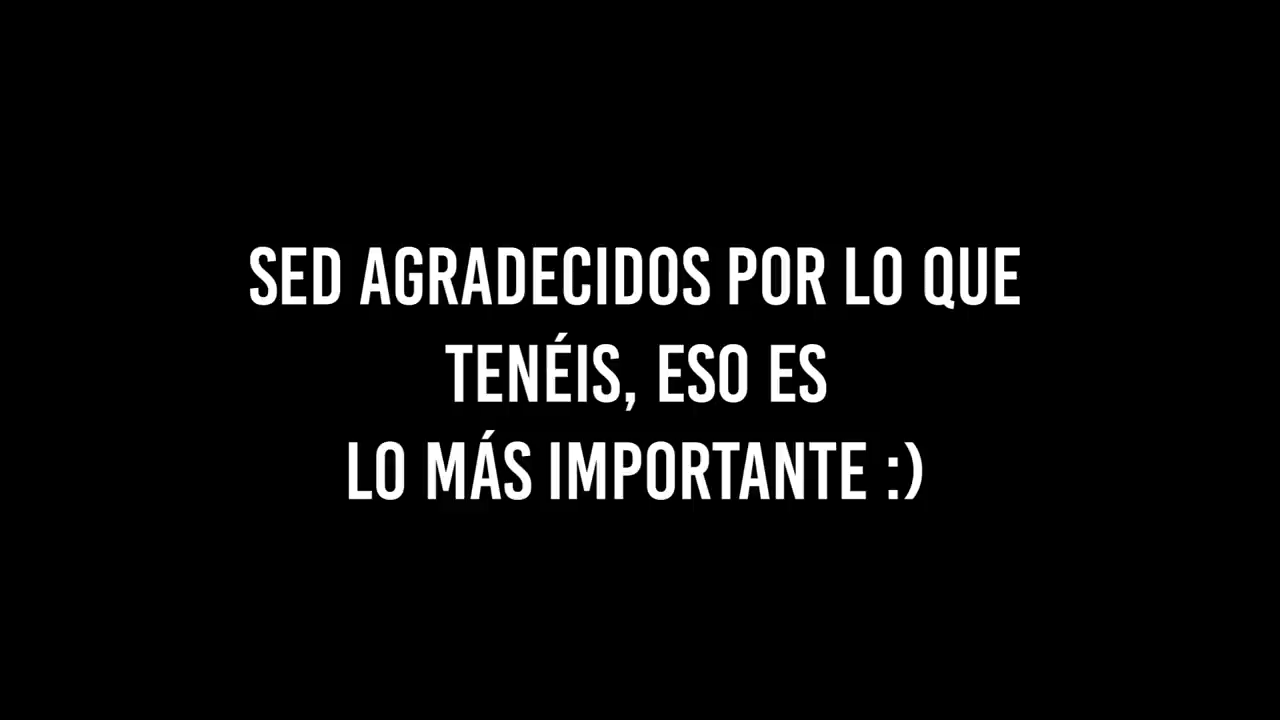 SED AGRADECIDOS POR LO QUE
TENÉIS, ESO ES
LO MÁS IMPORTANTE :)